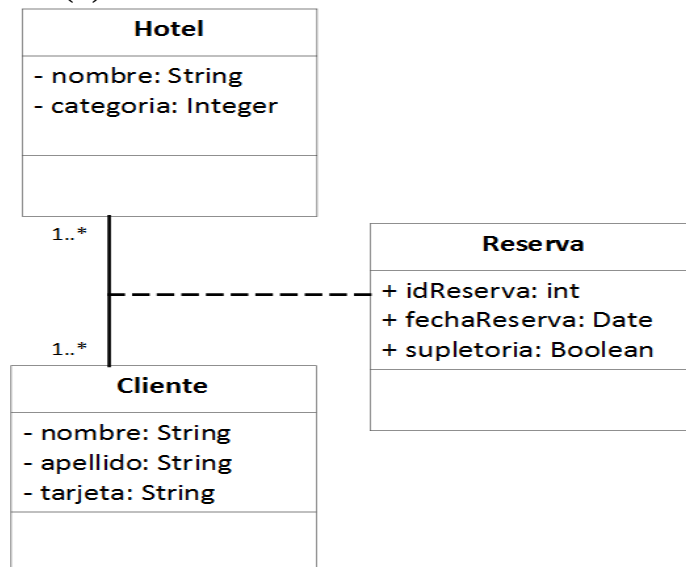 Hotel
- nombre: String
- categoria: Integer
1..*
Reserva
+ idReserva: int
+ fechaReserva: Date
+ supletoria: Boolean
1..*
Cliente
- nombre: String
- apellido: String
- tarjeta: String